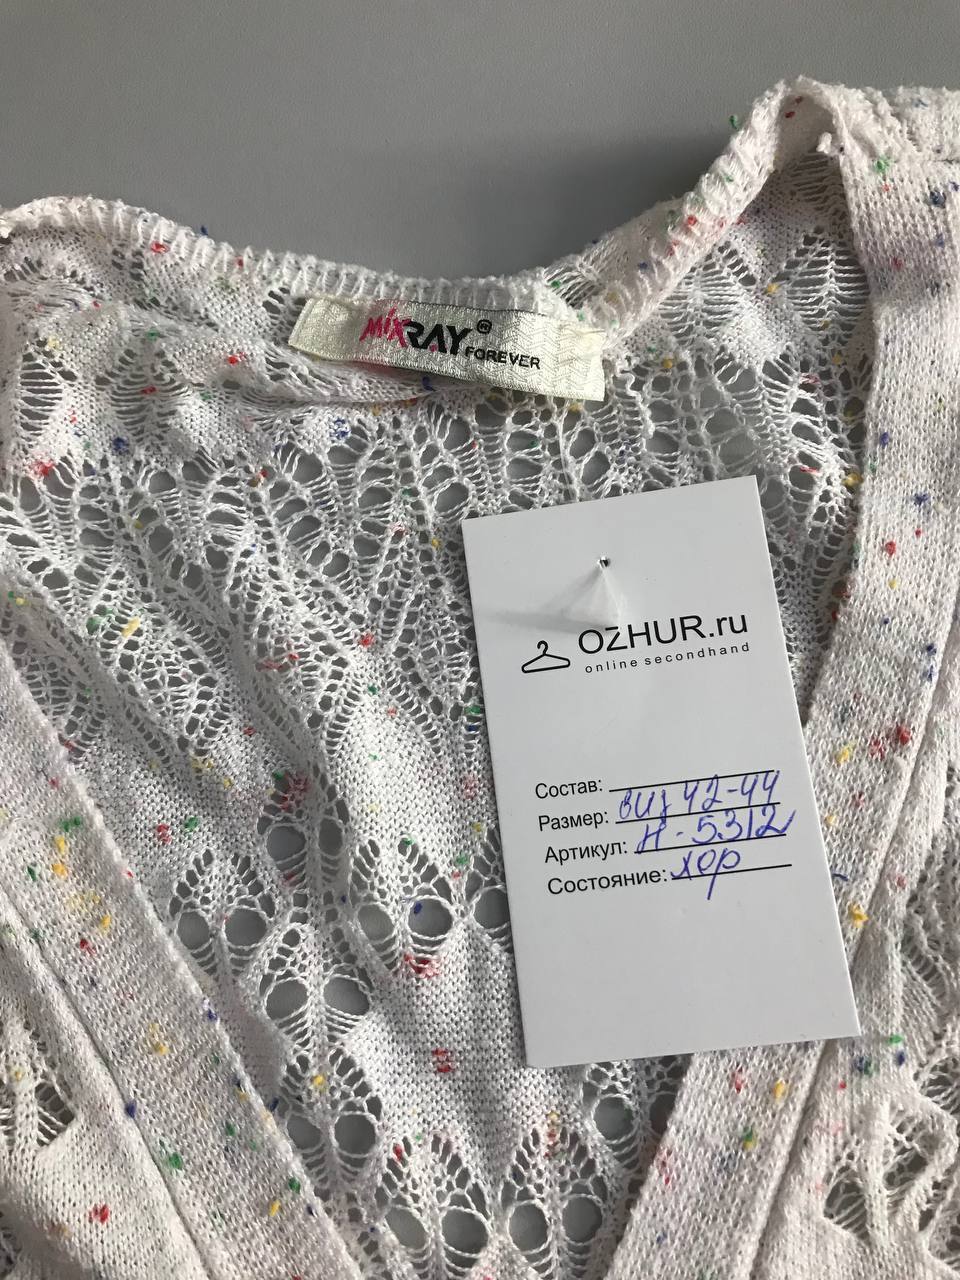 MixRAY®
FOREVER
OZHUR.ru
online secondhand
Состав:
Размер: виз 42-44
Артикул: Н-5312
Состояние: хор